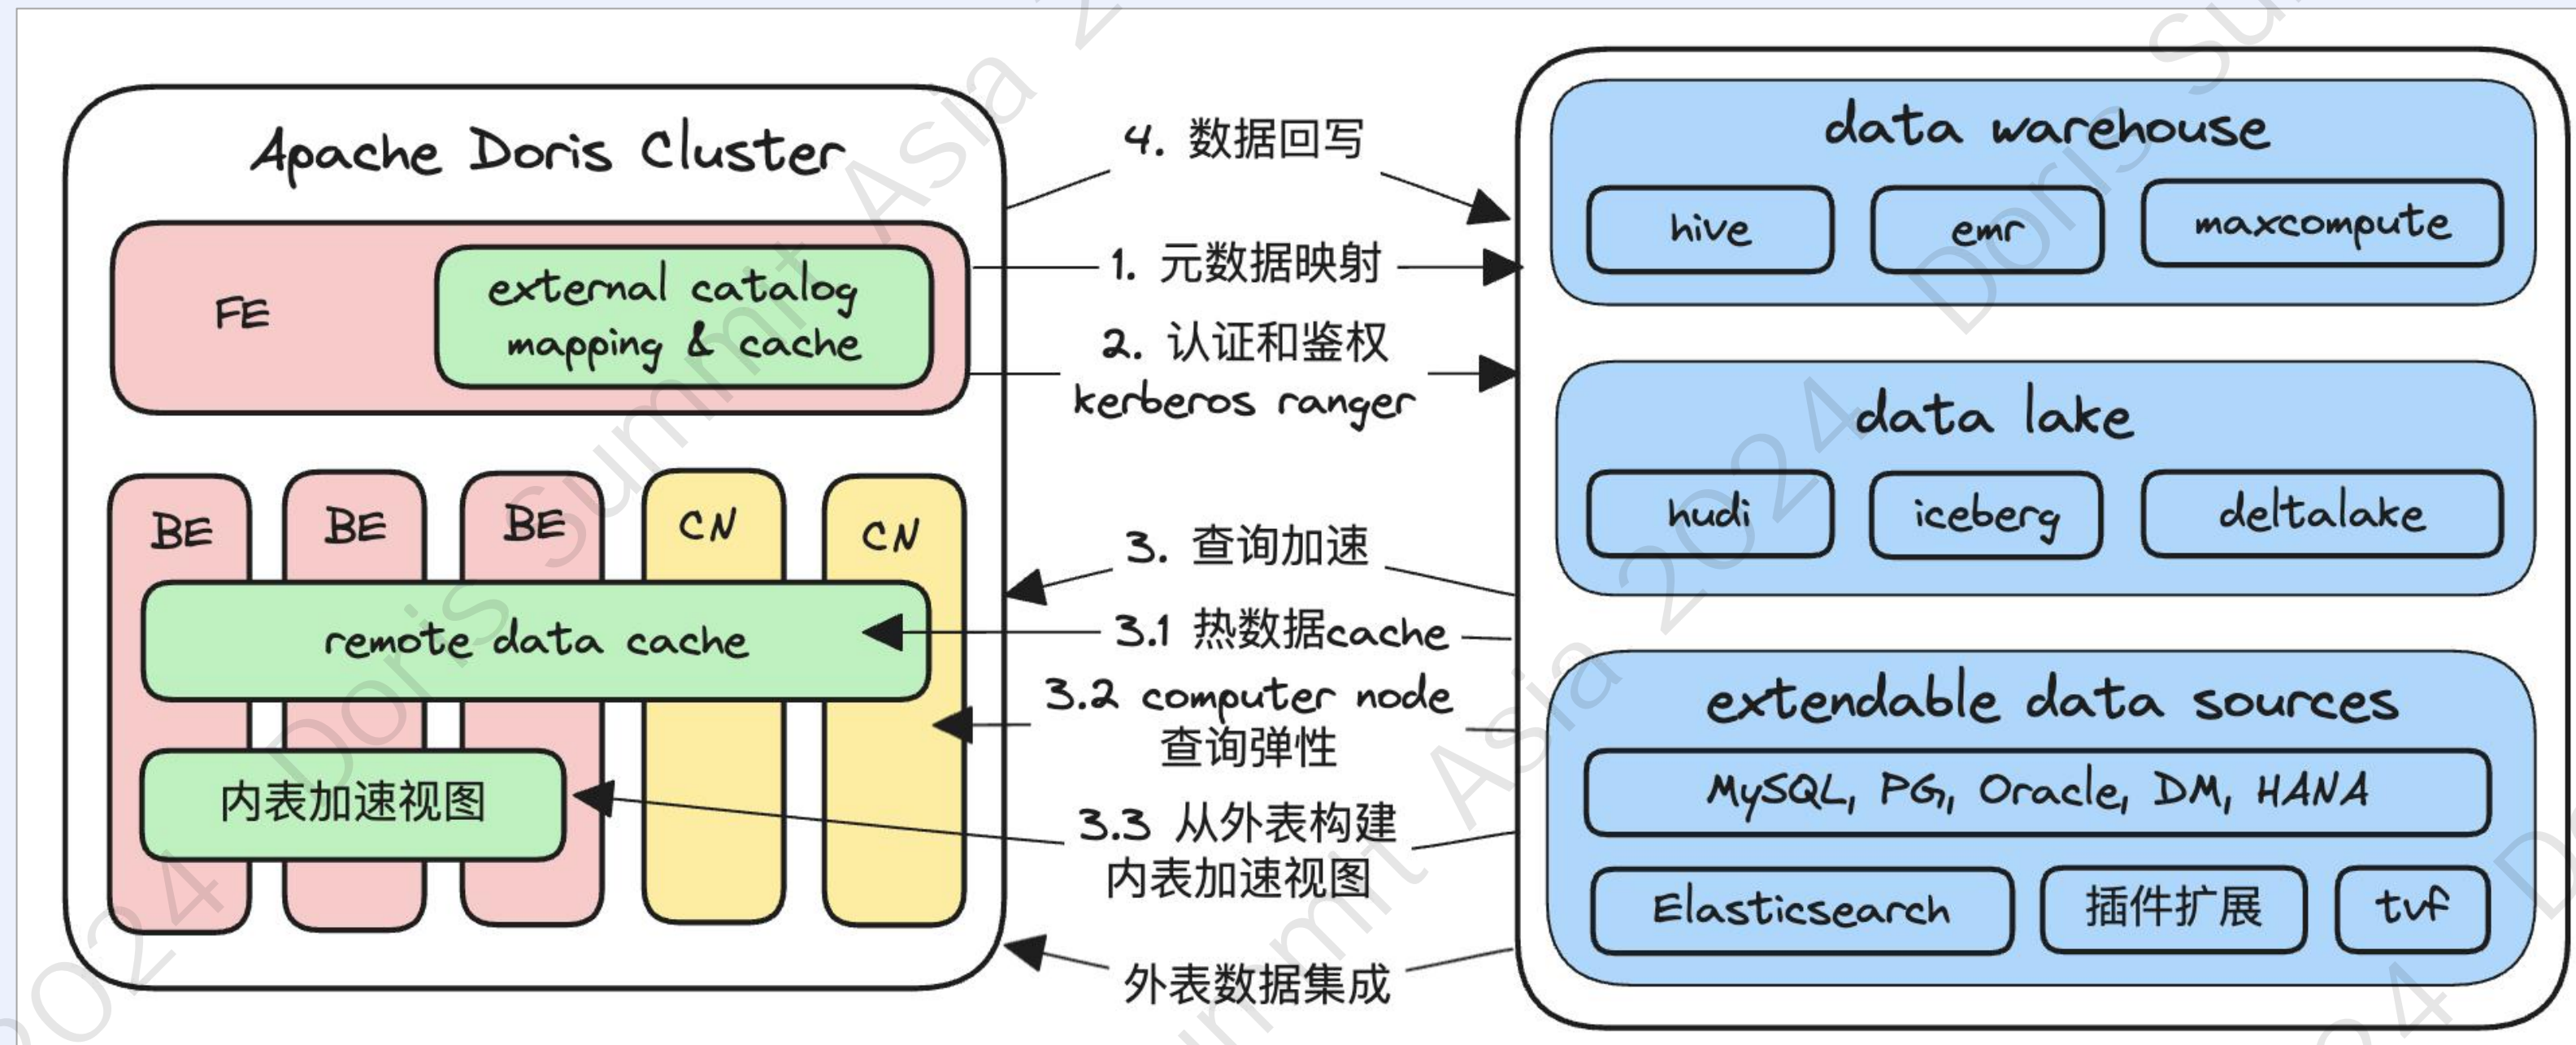 Apache Doris Cluster
FE
external catalog
mapping & cache
BE
BE
BE
CN
CN
remote data cache
内表加速视图
4. 数据回写
1. 元数据映射
2. 认证和鉴权
kerberos ranger
3. 查询加速
3.1 热数据cache
3.2 computer node
查询弹性
3.3 从外表构建
内表加速视图
外表数据集成
data warehouse
hive
emr
maxcompute
data lake
hudi
iceberg
deltalake
extendable data sources
MySQL, PG, Oracle, DM, HANA
Elasticsearch
插件扩展
tvf
Doris Summit Asia 2024